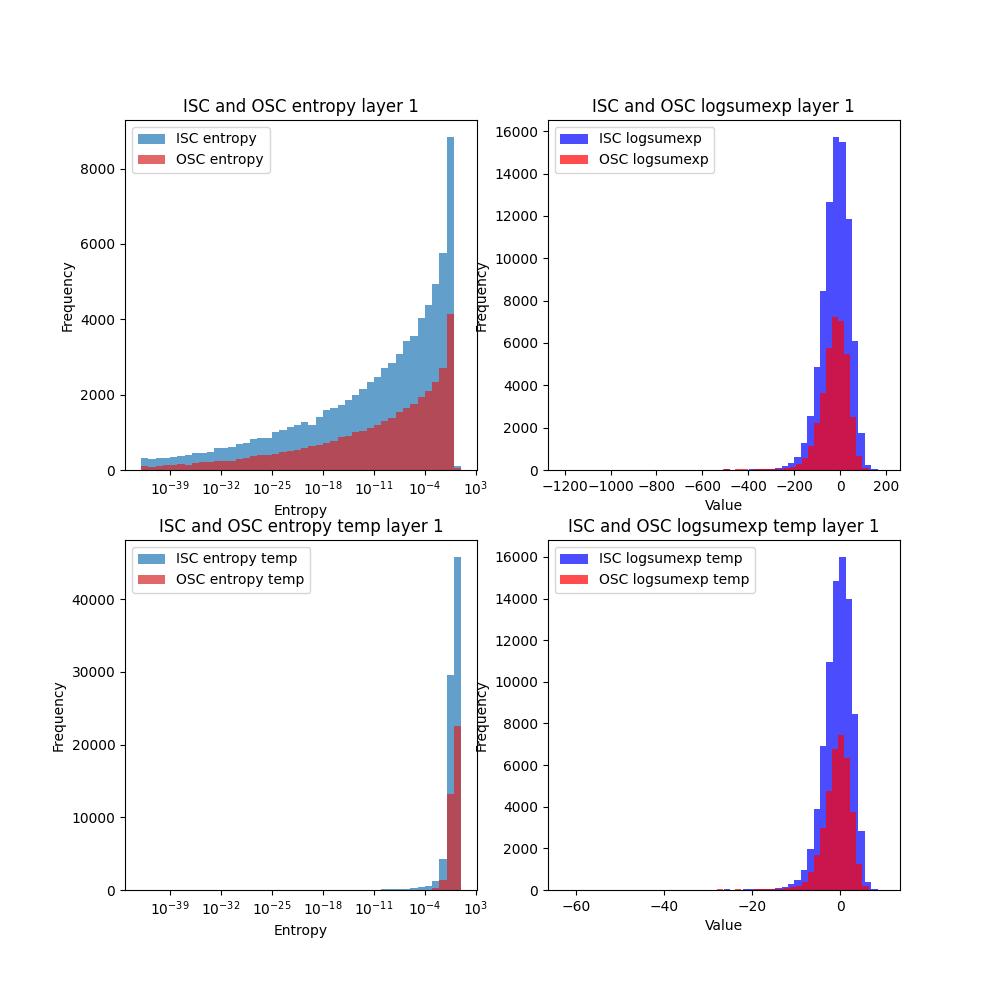 ISC and OSC entropy layer 1
ISC entropy
OSC entropy
8000
6000
4000
2000
0
Frequency
10^-39 10^-32 10^-25 10^-18 10^-11 10^-4 10^3
Entropy
ISC and OSC logsumexp layer 1
ISC logsumexp
OSC logsumexp
16000
14000
12000
10000
8000
6000
4000
2000
0
Frequency
−1200 −1000 −800 −600 −400 −200 0 200
Value
ISC and OSC entropy temp layer 1
ISC entropy temp
OSC entropy temp
40000
30000
20000
10000
0
Frequency
10^-39 10^-32 10^-25 10^-18 10^-11 10^-4 10^3
Entropy
ISC and OSC logsumexp temp layer 1
ISC logsumexp temp
OSC logsumexp temp
16000
14000
12000
10000
8000
6000
4000
2000
0
Frequency
−60 −40 −20 0
Value